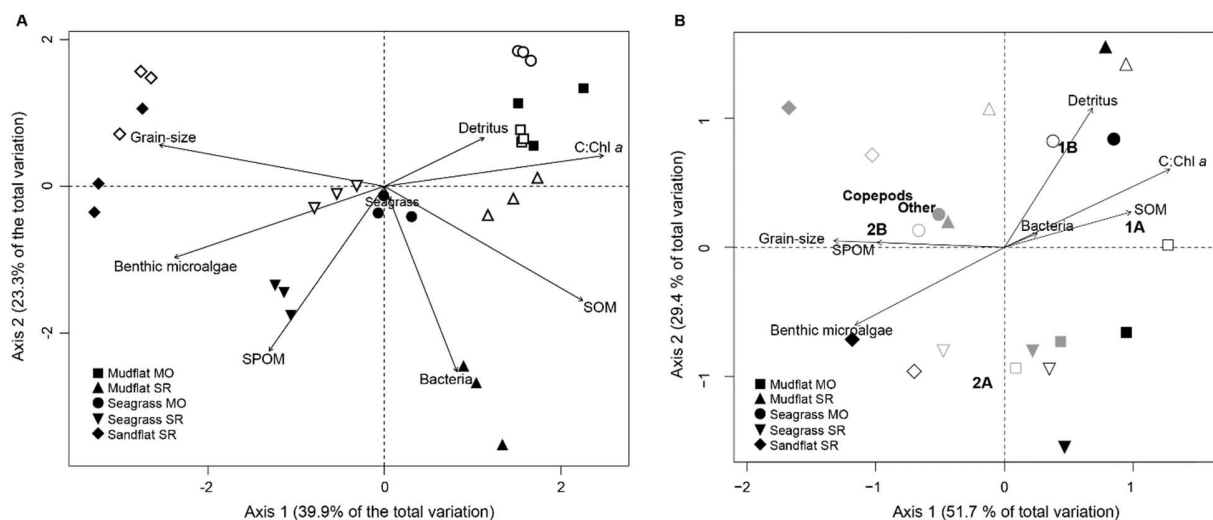 A
Axis 2 (23.3% of the total variation)
2
0
-2
Grain-size
Detritus
C:Chl a
Seagrass
Benthic microalgae
SOM
SPOM
Bacteria
Mudflat MO
Mudflat SR
Seagrass MO
Seagrass SR
Sandflat SR
-2
0
2
Axis 1 (39.9% of the total variation)
B
Axis 2 (29.4 % of total variation)
1
0
−1
Detritus
1B
C:Chl a
Copepods
Other
SOM
Bacteria
1A
2B
Grain-size
SPOM
Benthic microalgae
2A
Mudflat MO
Mudflat SR
Seagrass MO
Seagrass SR
Sandflat SR
−2
−1
0
1
Axis 1 (51.7 % of total variation)